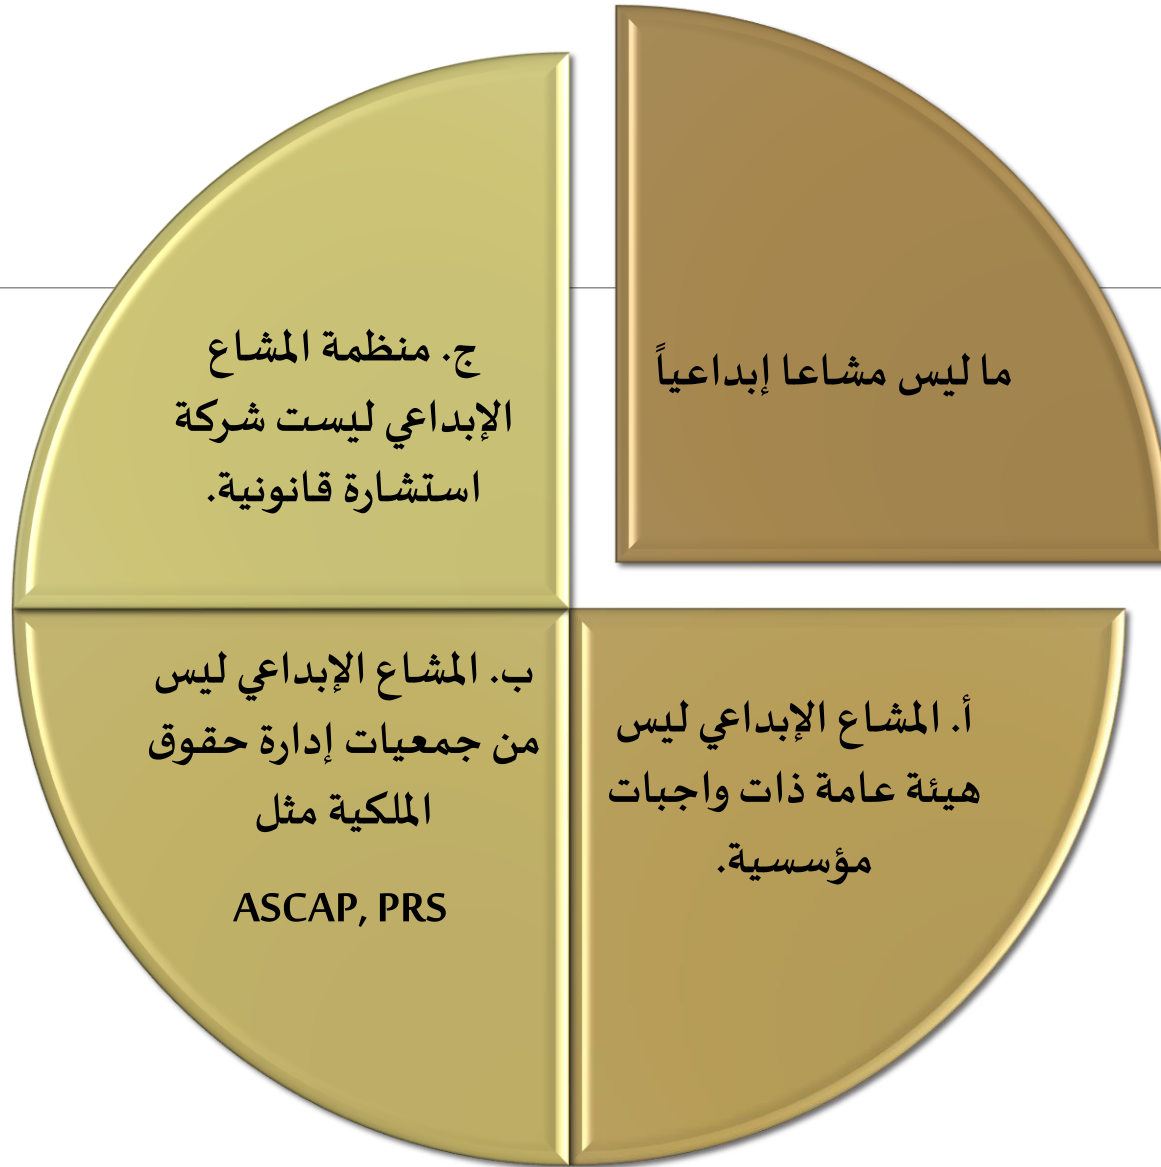 ما ليس مشاعا إبداعياً
أ. المشاع الإبداعي ليس
هيئة عامة ذات واجبات
مؤسسية.
ب. المشاع الإبداعي ليس
من جمعيات إدارة حقوق
الملكية مثل
ASCAP, PRS
ج. منظمة المشاع
الإبداعي ليست شركة
استشارة قانونية.